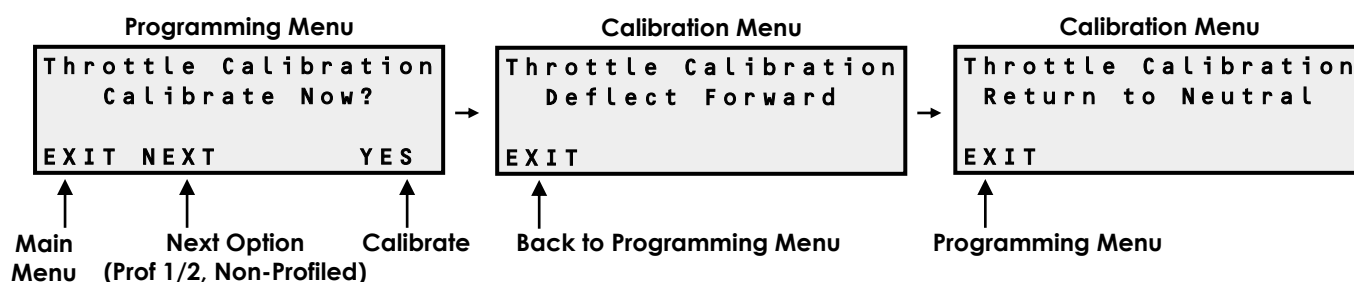 Programming Menu
Throttle Calibration
Calibrate Now?
EXIT NEXT YES
Main Menu
Next Option
(Prof 1/2, Non-Profiled)
Calibrate
Calibration Menu
Throttle Calibration
Deflect Forward
EXIT
Back to Programming Menu
Calibration Menu
Throttle Calibration
Return to Neutral
EXIT
Programming Menu